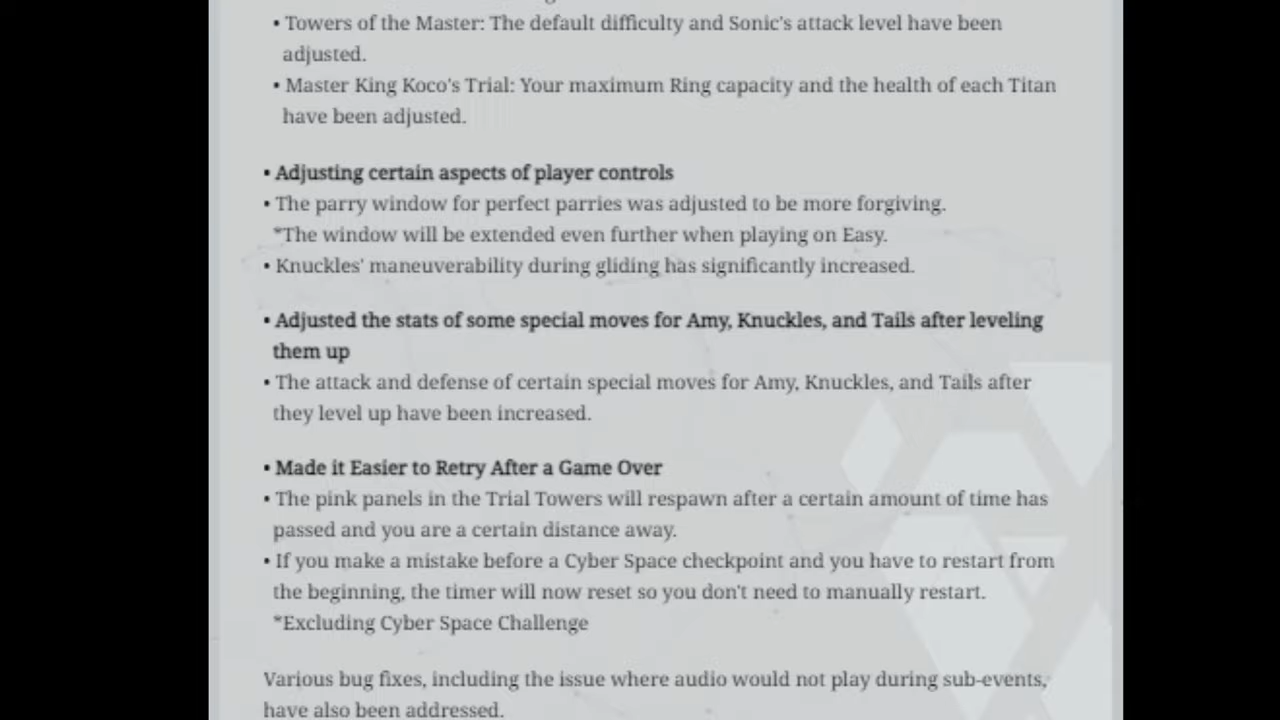 • Towers of the Master: The default difficulty and Sonic's attack level have been
adjusted.
• Master King Koco's Trial: Your maximum Ring capacity and the health of each Titan
have been adjusted.
• Adjusting certain aspects of player controls
• The parry window for perfect parries was adjusted to be more forgiving.
*The window will be extended even further when playing on Easy.
• Knuckles' maneuverability during gliding has significantly increased.
• Adjusted the stats of some special moves for Amy, Knuckles, and Tails after leveling
them up
• The attack and defense of certain special moves for Amy, Knuckles, and Tails after
they level up have been increased.
• Made it Easier to Retry After a Game Over
• The pink panels in the Trial Towers will respawn after a certain amount of time has
passed and you are a certain distance away.
• If you make a mistake before a Cyber Space checkpoint and you have to restart from
the beginning, the timer will now reset so you don't need to manually restart.
*Excluding Cyber Space Challenge
Various bug fixes, including the issue where audio would not play during sub-events,
have also been addressed.